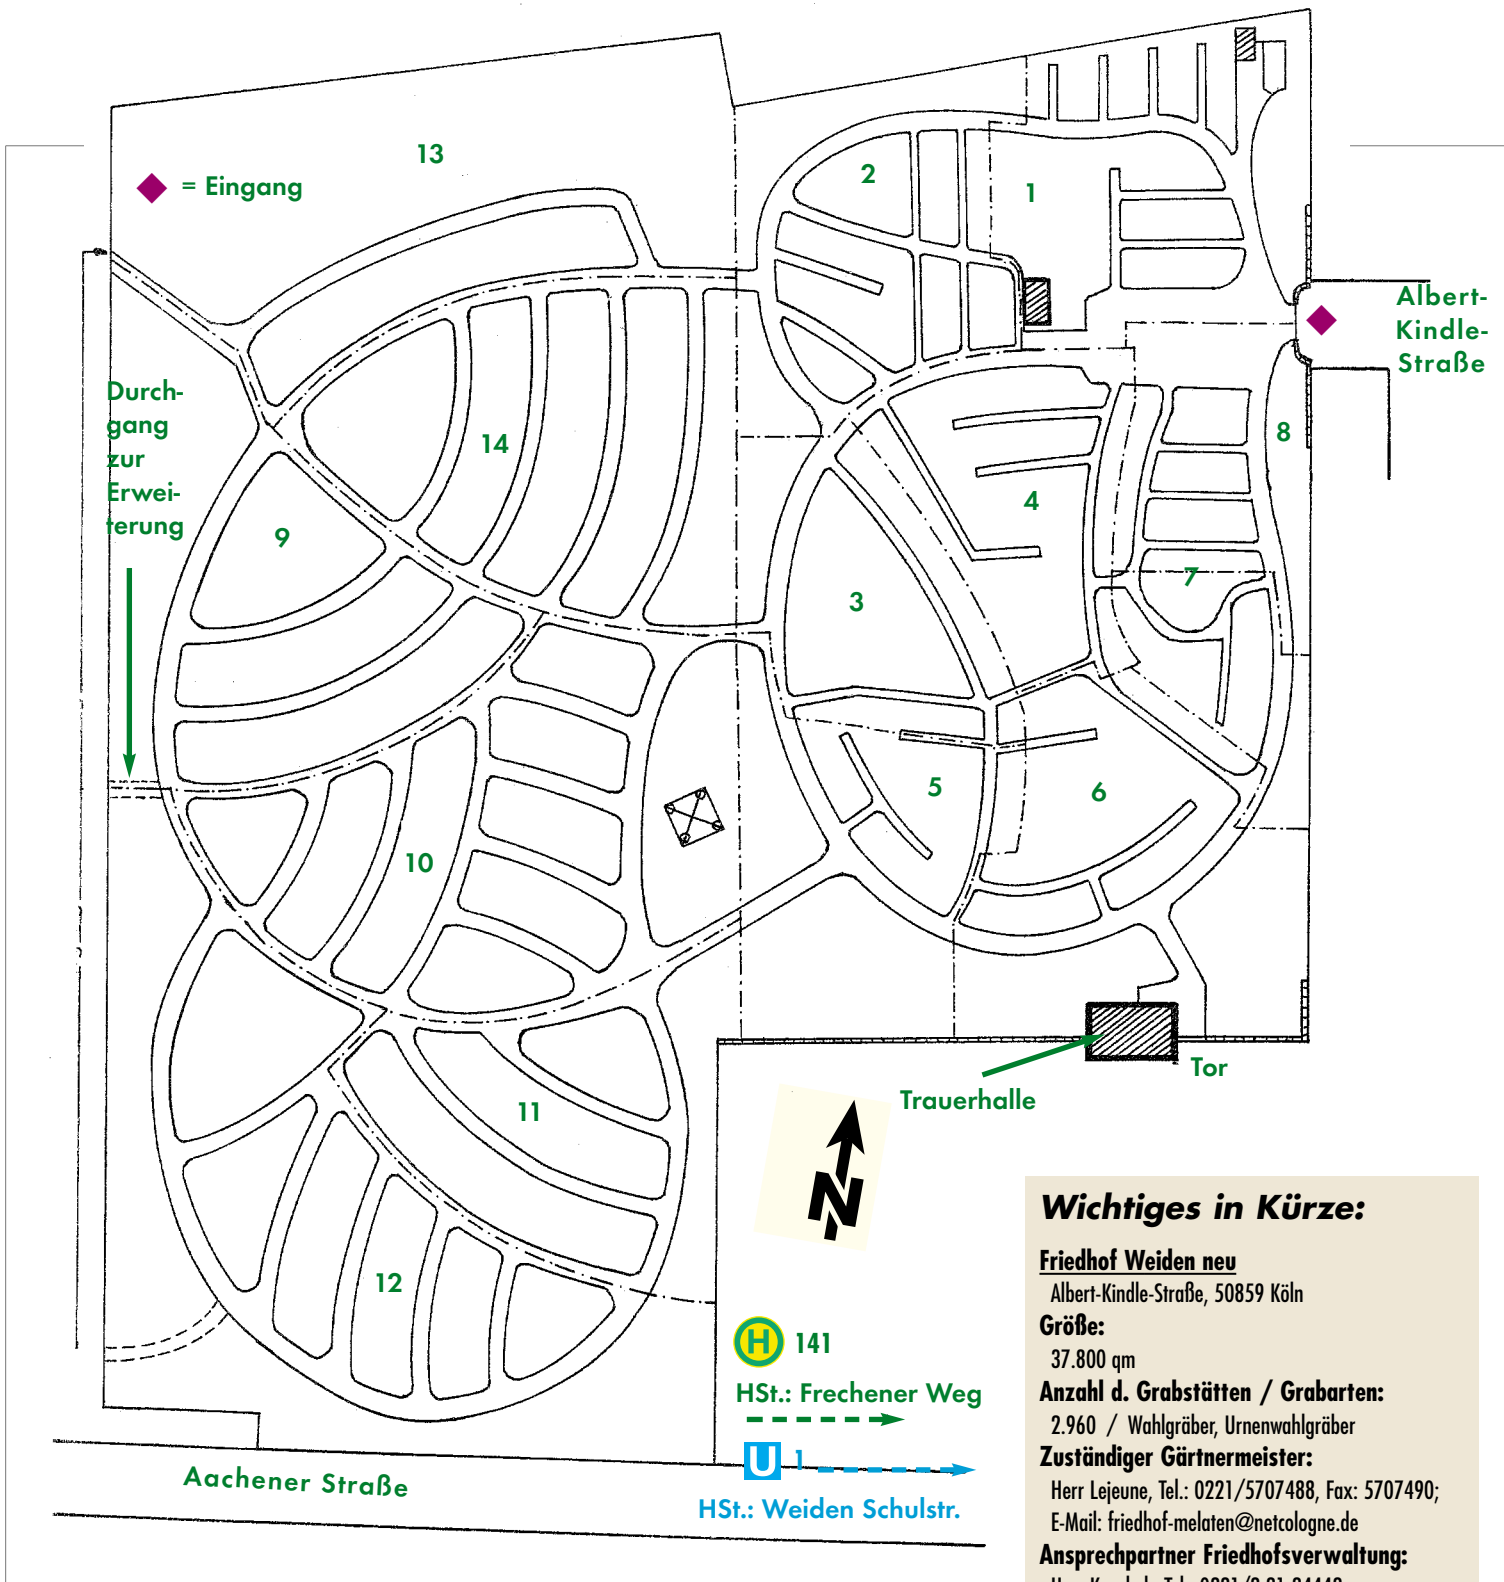 13
= Eingang
2
1
Albert-
Kindle-
Straße
Durch-
gang
zur
Erwei-
terung
14
8
4
9
7
3
5
6
10
Tor
Trauerhalle
11
N
12
H 141
HSt.: Frechener Weg
U 1
HSt.: Weiden Schulstr.
Aachener Straße
Wichtiges in Kürze:
Friedhof Weiden neu
Albert-Kindle-Straße, 50859 Köln
Größe:
37.800 qm
Anzahl d. Grabstätten / Grabarten:
2.960 / Wahlgräber, Urnenwahlgräber
Zuständiger Gärtnermeister:
Herr Lejeune, Tel.: 0221/5707488, Fax: 5707490;
E-Mail: friedhof-melaten@netcologne.de
Ansprechpartner Friedhofsverwaltung: